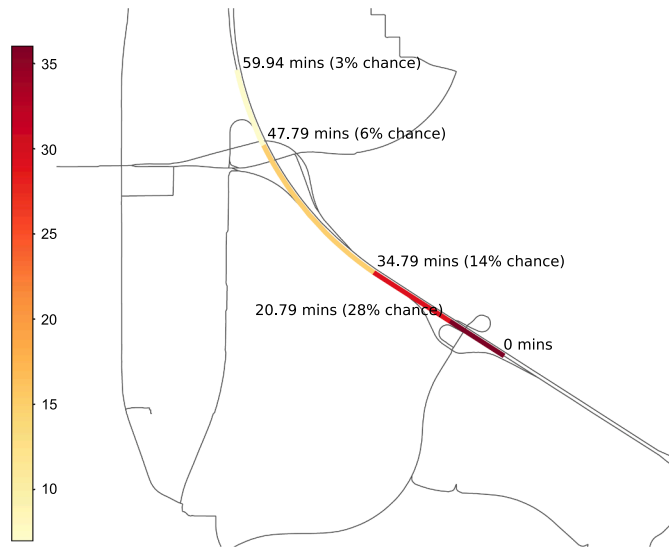 59.94 mins (3% chance)
47.79 mins (6% chance)
34.79 mins (14% chance)
20.79 mins (28% chance)
0 mins
35
30
25
20
15
10